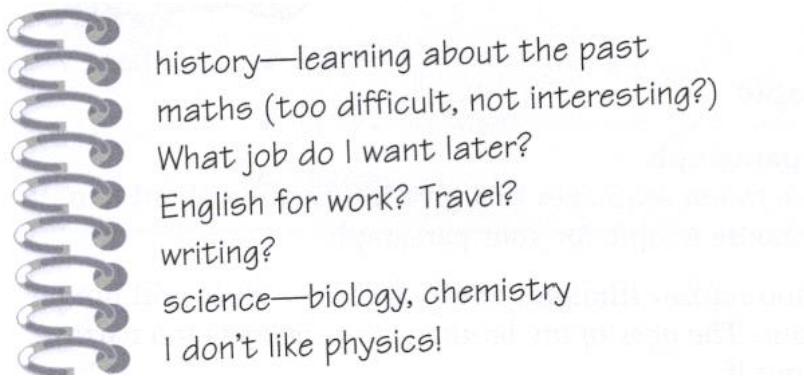 history—learning about the past
maths (too difficult, not interesting?)
What job do I want later?
English for work? Travel?
writing?
science—biology, chemistry
I don't like physics!